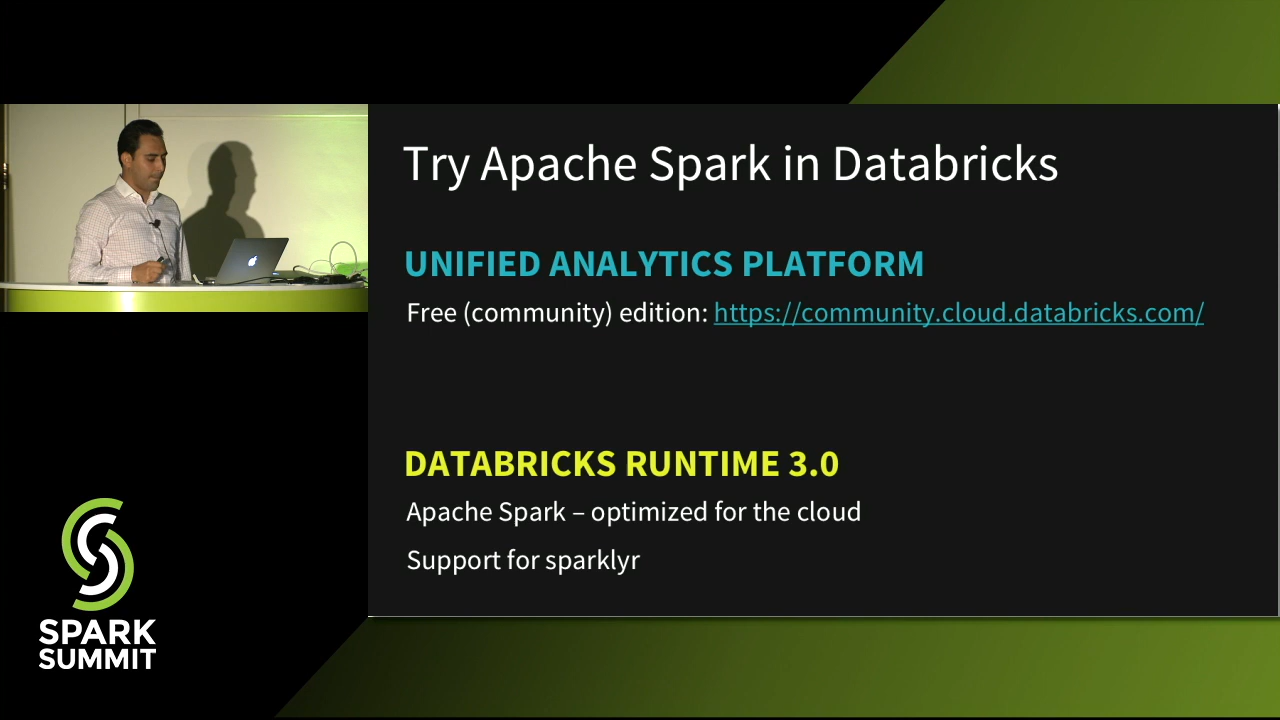 Try Apache Spark in Databricks
UNIFIED ANALYTICS PLATFORM
Free (community) edition: https://community.cloud.databricks.com/
DATABRICKS RUNTIME 3.0
Apache Spark – optimized for the cloud
Support for sparklyr
SPARK
SUMMIT